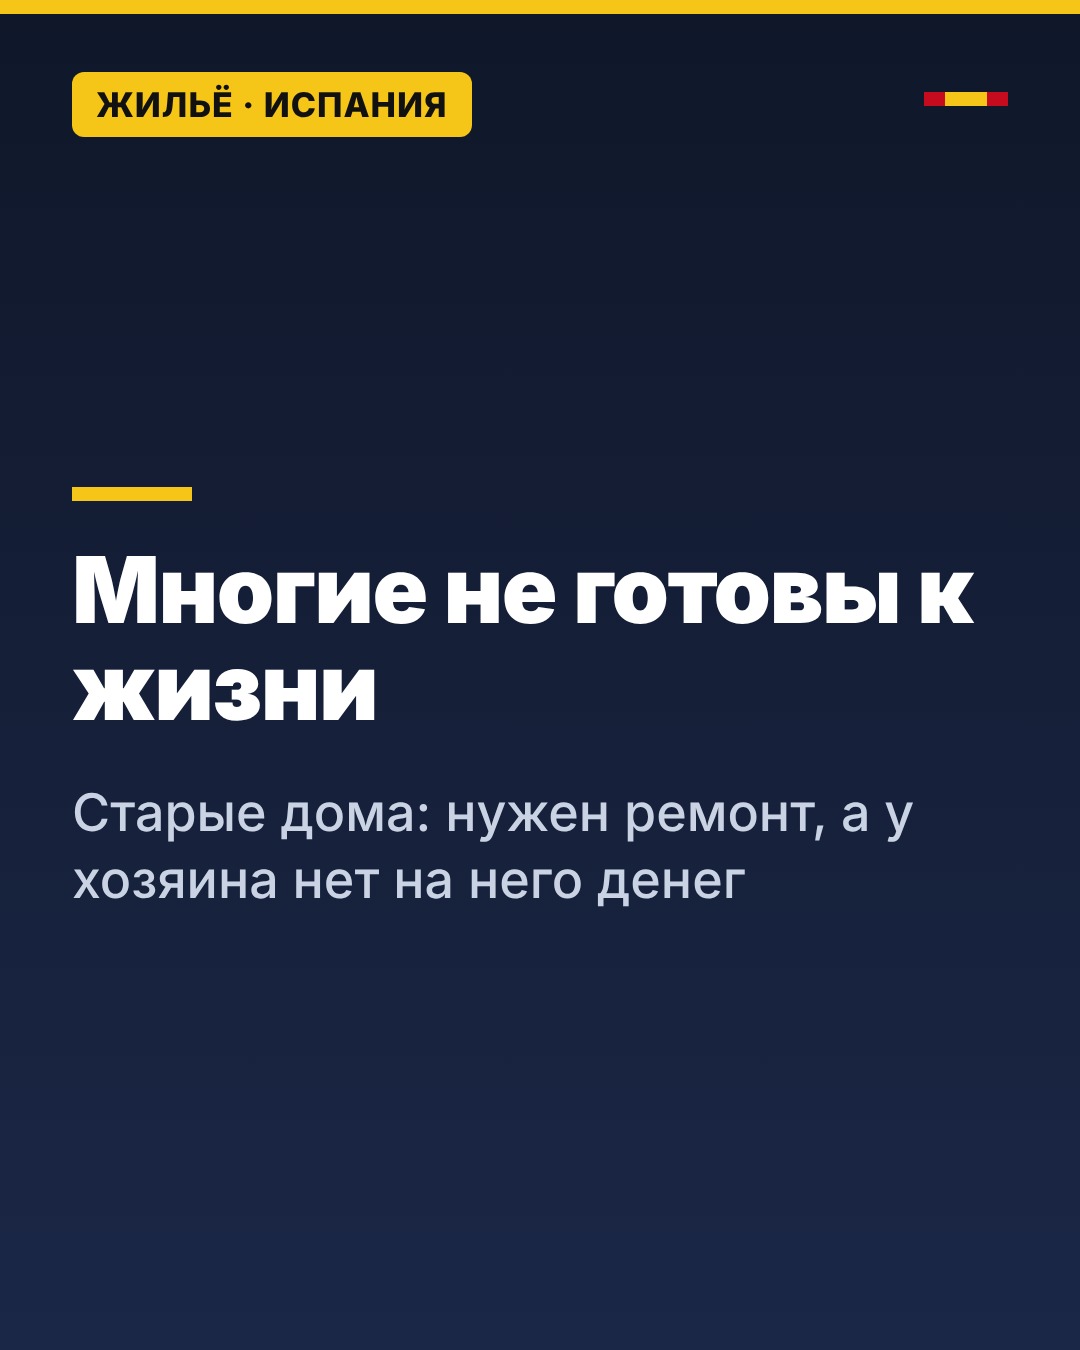 ЖИЛЬЁ · ИСПАНИЯ
Многие не готовы к
жизни
Старые дома: нужен ремонт, а у
хозяина нет на него денег